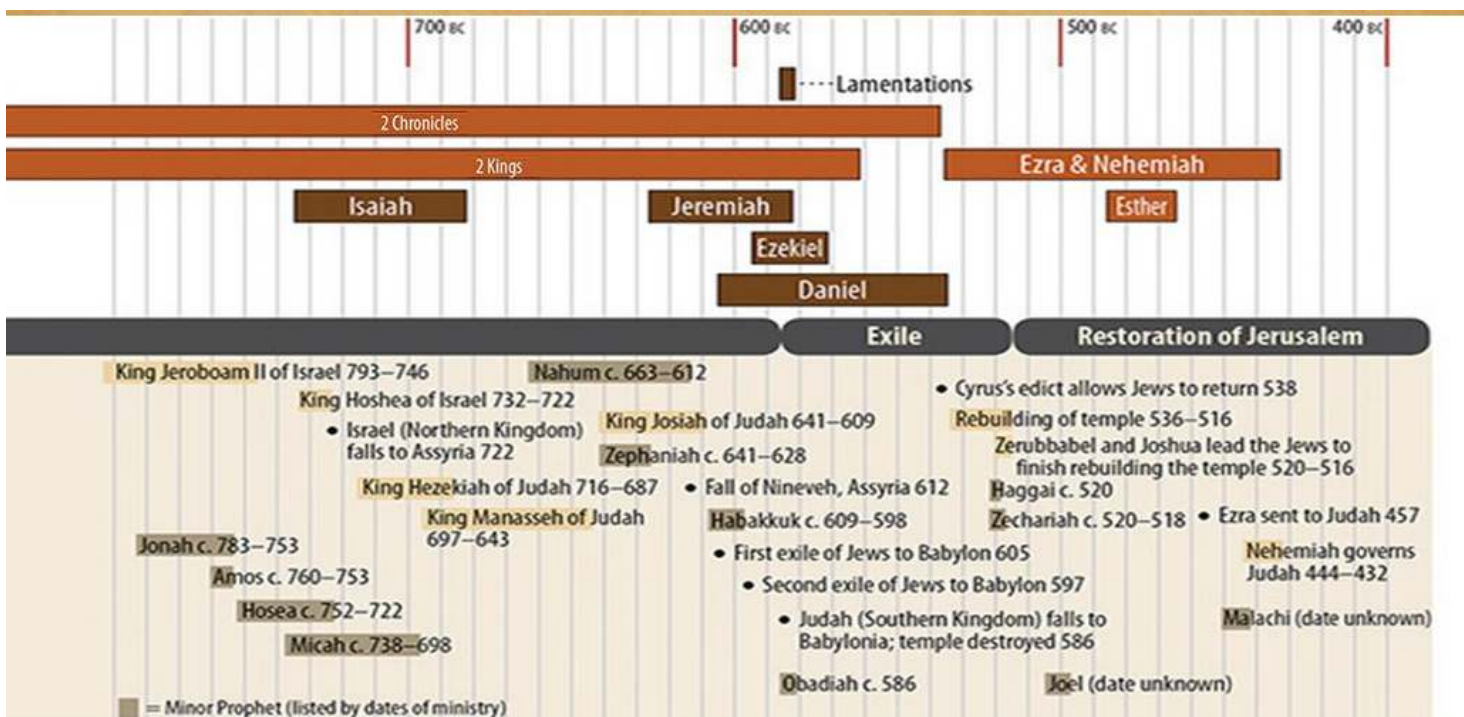 700 BC
600 BC
500 BC
400 BC
Lamentations
2 Chronicles
2 Kings
Ezra & Nehemiah
Isaiah
Jeremiah
Esther
Ezekiel
Daniel
Exile
Restoration of Jerusalem
King Jeroboam II of Israel 793–746
Nahum c. 663–612
• Cyrus's edict allows Jews to return 538
King Hoshea of Israel 732–722
King Josiah of Judah 641–609
Rebuilding of temple 536–516
• Israel (Northern Kingdom)
falls to Assyria 722
Zerubbabel and Joshua lead the Jews to
finish rebuilding the temple 520–516
Zephaniah c. 641–628
King Hezekiah of Judah 716–687
• Fall of Nineveh, Assyria 612
Haggai c. 520
King Manasseh of Judah
697–643
Habakkuk c. 609–598
Zechariah c. 520–518
• Ezra sent to Judah 457
Jonah c. 783–753
• First exile of Jews to Babylon 605
Nehemiah governs
Judah 444–432
Amos c. 760–753
• Second exile of Jews to Babylon 597
Hosea c. 752–722
• Judah (Southern Kingdom) falls to
Babylonia; temple destroyed 586
Malachi (date unknown)
Micah c. 738–698
Obadiah c. 586
Joel (date unknown)
= Minor Prophet (listed by dates of ministry)